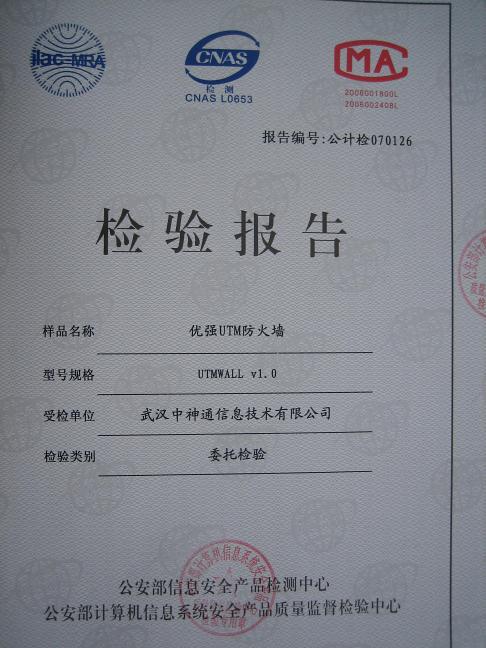 ilac-MRA
CNAS
检测
CNAS L0653
MA
2006001800L
2006002408L
报告编号:公计检070126
检验报告
样品名称 优强UTM防火墙
型号规格 UTMWALL v1.0
受检单位 武汉中神通信息技术有限公司
检验类别 委托检验
公安部信息安全产品检测中心
公安部计算机信息系统安全产品质量监督检验中心